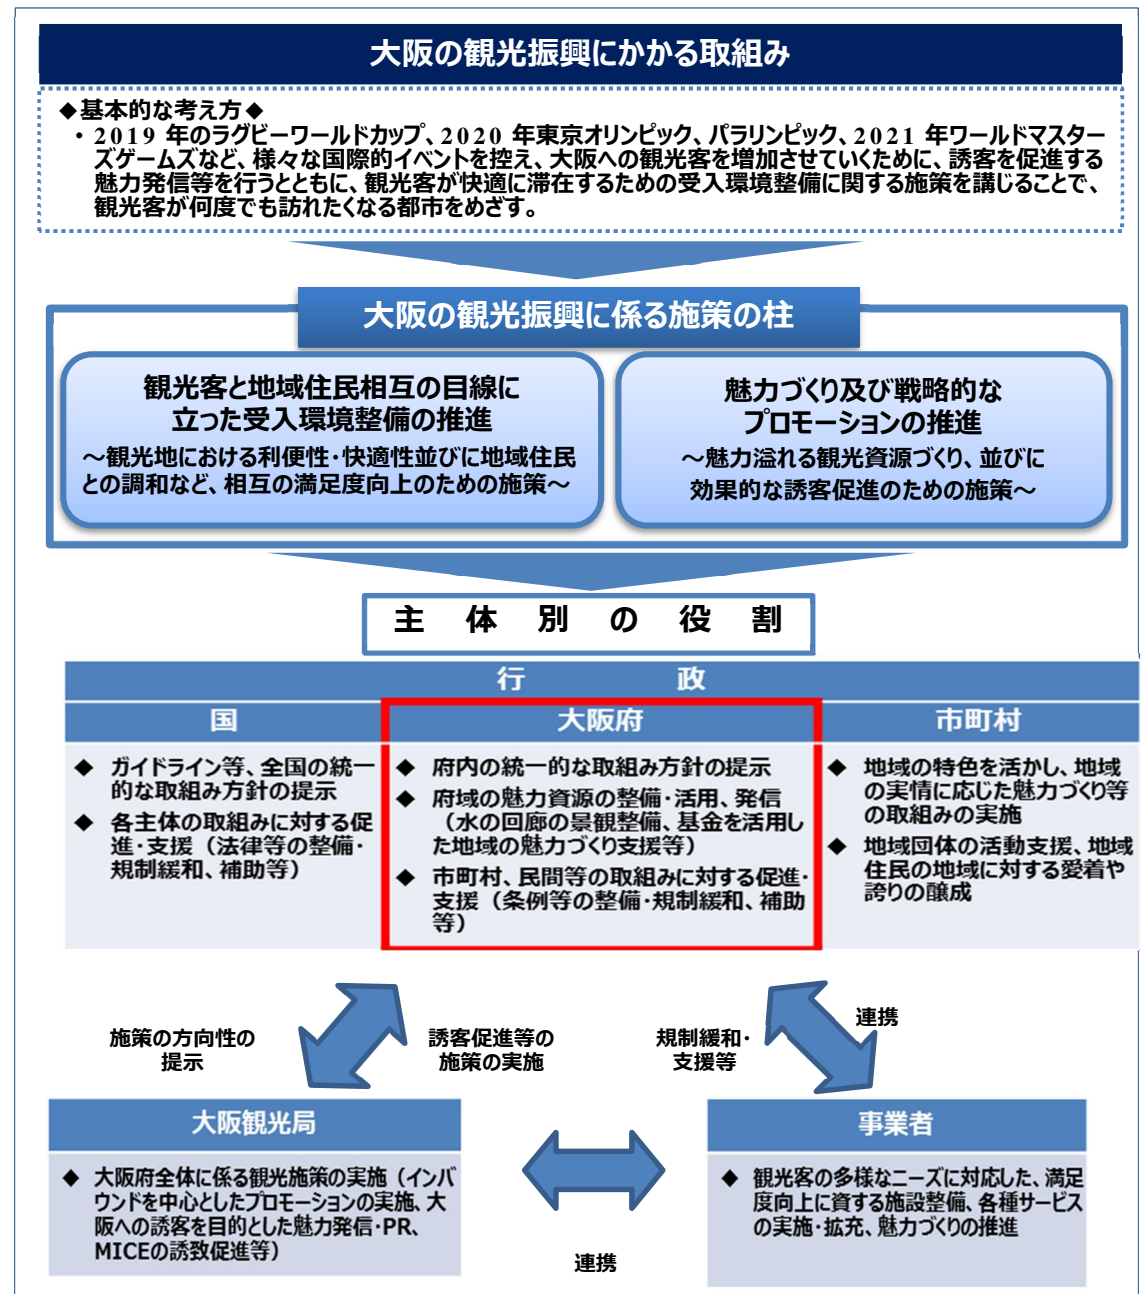 大阪の観光振興にかかる取組み
◆基本的な考え方◆
・2019 年のラグビーワールドカップ、2020 年東京オリンピック、パラリンピック、2021 年ワールドマスター
ズゲームズなど、様々な国際的イベントを控え、大阪への観光客を増加させていくために、誘客を促進する
魅力発信等を行うとともに、観光客が快適に滞在するための受入環境整備に関する施策を講じることで、
観光客が何度でも訪れたくなる都市をめざす。
大阪の観光振興に係る施策の柱
観光客と地域住民相互の目線に
立った受入環境整備の推進
～観光地における利便性・快適性並びに地域住民
との調和など、相互の満足度向上のための施策～
魅力づくり及び戦略的な
プロモーションの推進
～魅力溢れる観光資源づくり、並びに
効果的な誘客促進のための施策～
主 体 別 の 役 割
行 政
国
◆ ガイドライン等、全国の統一
的な取組み方針の提示
◆ 各主体の取組みに対する促
進・支援（法律等の整備・
規制緩和、補助等）
大阪府
◆ 府内の統一的な取組み方針の提示
◆ 府域の魅力資源の整備・活用、発信
（水の回廊の景観整備、基金を活用し
た地域の魅力づくり支援等）
◆ 市町村、民間等の取組みに対する促進・
支援（条例等の整備・規制緩和、補助
等）
市町村
◆ 地域の特色を活かし、地域
の実情に応じた魅力づくり等
の取組みの実施
◆ 地域団体の活動支援、地域
住民の地域に対する愛着や
誇りの醸成
施策の方向性の
提示
誘客促進等の
施策の実施
規制緩和・
支援等
連携
大阪観光局
◆ 大阪府全体に係る観光施策の実施（インバ
ウンドを中心としたプロモーションの実施、大
阪への誘客を目的とした魅力発信・PR、
MICEの誘致促進等）
連携
事業者
◆ 観光客の多様なニーズに対応した、満足
度向上に資する施設整備、各種サービス
の実施・拡充、魅力づくりの推進